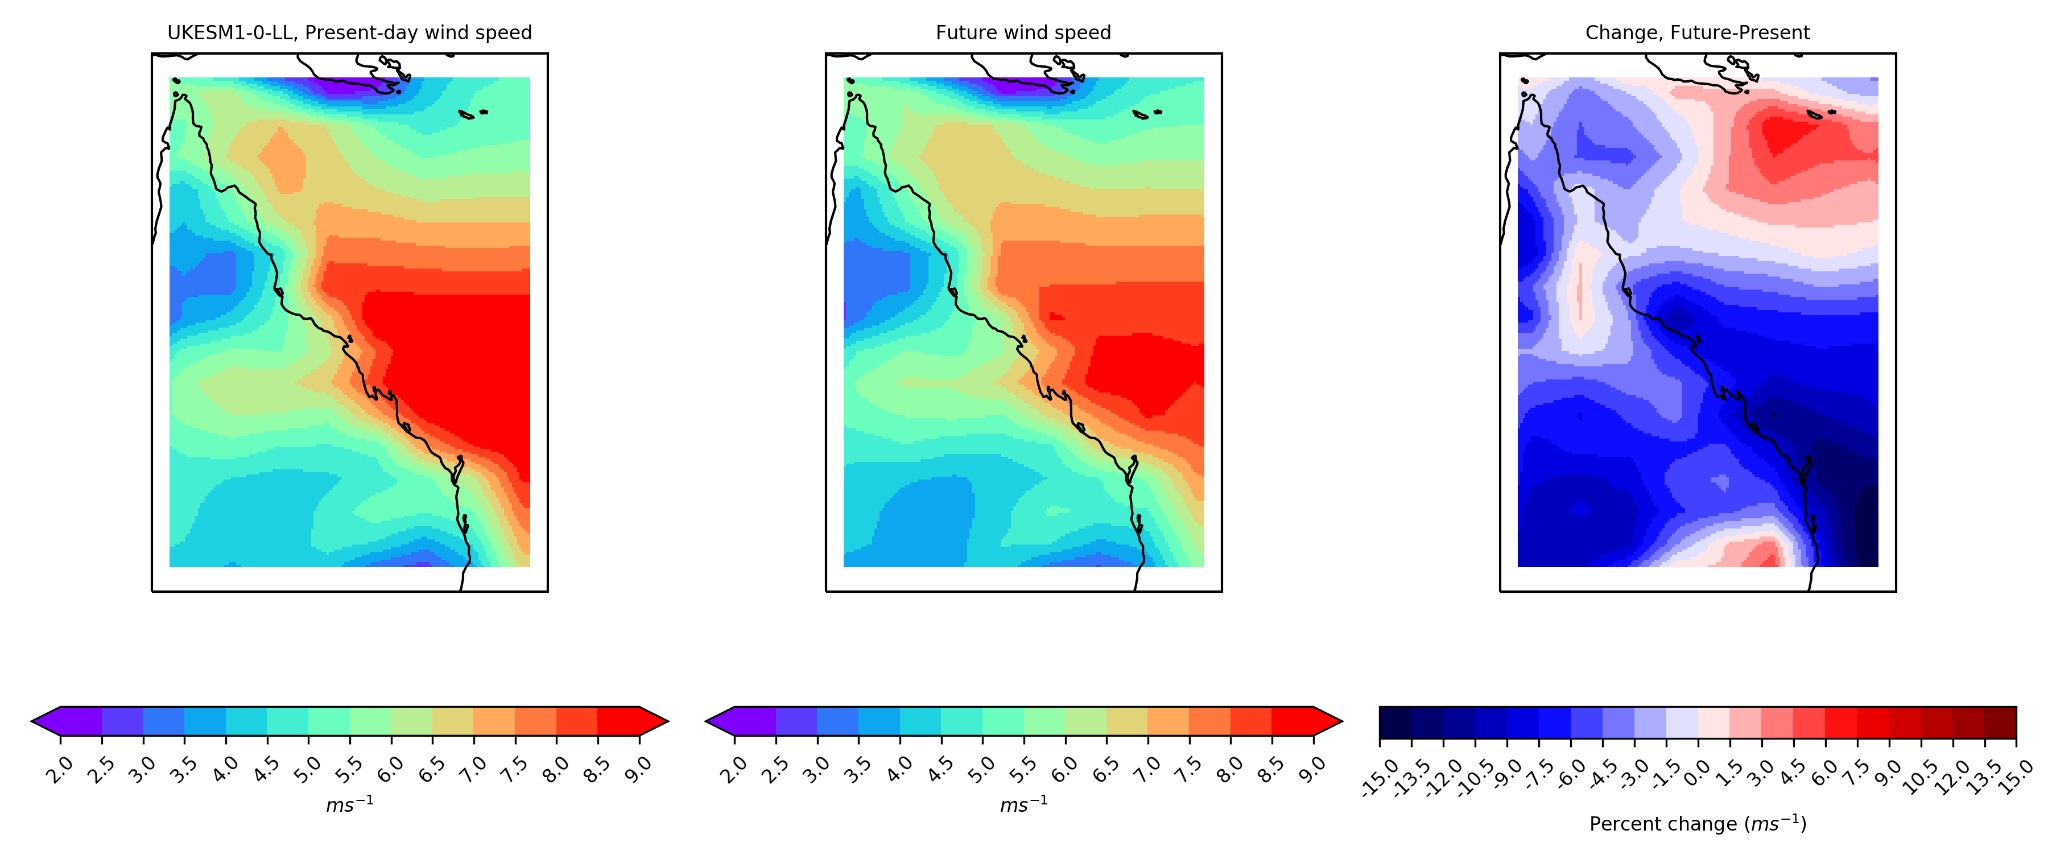 UKESM1-0-LL, Present-day wind speed
Future wind speed
Change, Future-Present
2.0 2.5 3.0 3.5 4.0 4.5 5.0 5.5 6.0 6.5 7.0 7.5 8.0 8.5 9.0
ms⁻¹
2.0 2.5 3.0 3.5 4.0 4.5 5.0 5.5 6.0 6.5 7.0 7.5 8.0 8.5 9.0
ms⁻¹
-15.0 -13.5 -12.0 -10.5 -9.0 -7.5 -6.0 -4.5 -3.0 -1.5 0.0 1.5 3.0 4.5 6.0 7.5 9.0 10.5 12.0 13.5 15.0
Percent change (ms⁻¹)